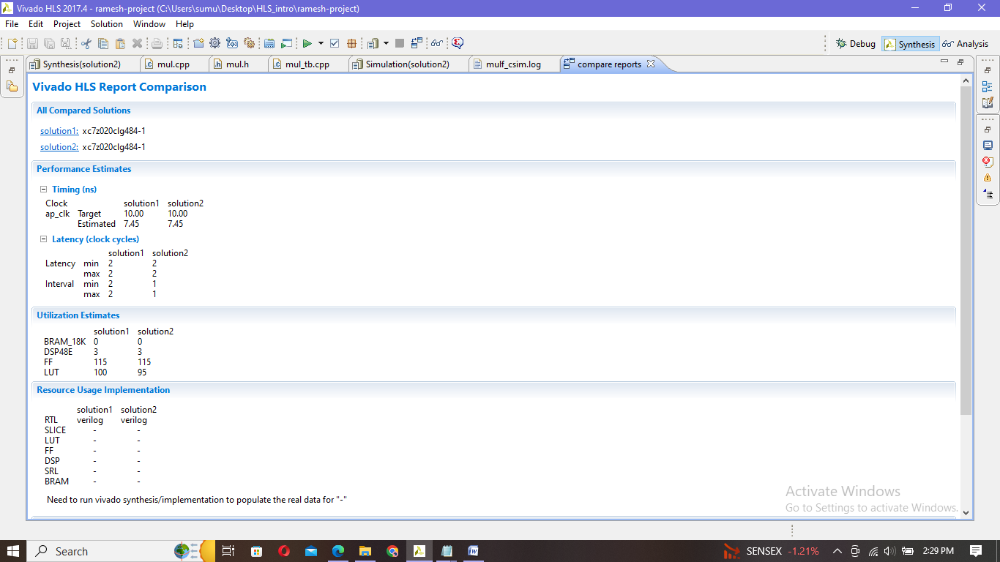 Vivado HLS 2017.4 - ramesh-project (C:\Users\sumu\Desktop\HLS_intro\ramesh-project)
File Edit Project Solution Window Help
Debug Synthesis Analysis
Synthesis(solution2) mul.cpp mul.h mul_tb.cpp Simulation(solution2) mulf_csim.log compare reports
Vivado HLS Report Comparison
All Compared Solutions
solution1: xc7z020clg484-1
solution2: xc7z020clg484-1
Performance Estimates
Timing (ns)
Clock solution1 solution2
ap_clk Target 10.00 10.00
Estimated 7.45 7.45
Latency (clock cycles)
solution1 solution2
Latency min 2 2
max 2 2
Interval min 2 1
max 2 1
Utilization Estimates
solution1 solution2
BRAM_18K 0 0
DSP48E 3 3
FF 115 115
LUT 100 95
Resource Usage Implementation
solution1 solution2
RTL verilog verilog
SLICE - -
LUT - -
FF - -
DSP - -
SRL - -
BRAM - -
Need to run vivado synthesis/implementation to populate the real data for "-"
Activate Windows
Go to Settings to activate Windows.
Search
SENSEX -1.21%
2:29 PM